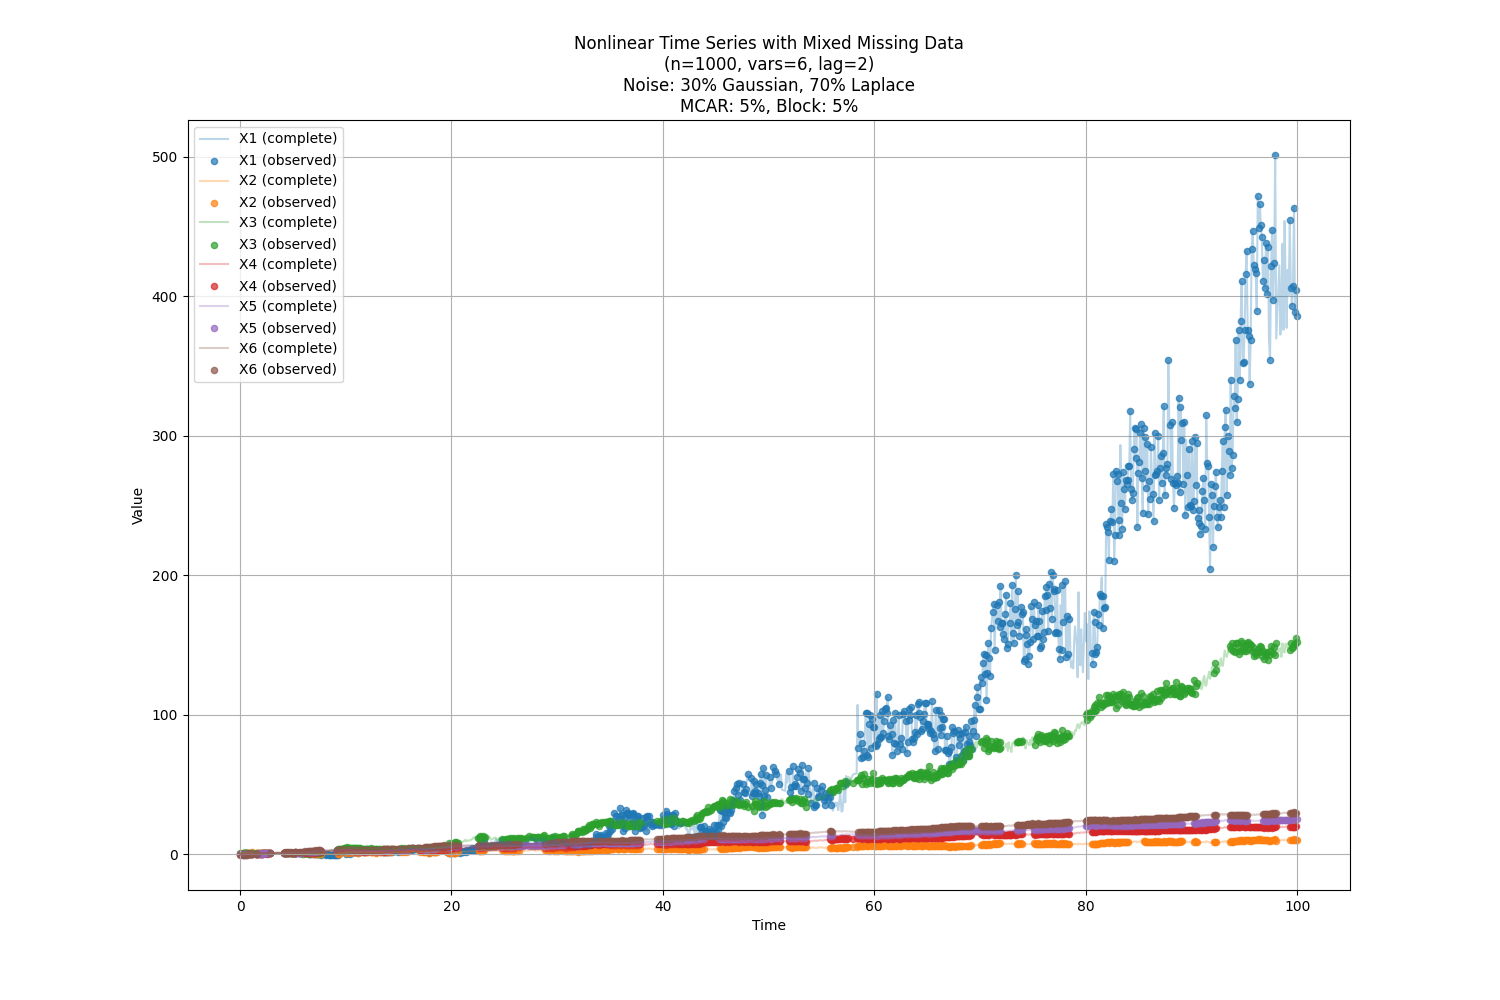 Nonlinear Time Series with Mixed Missing Data
(n=1000, vars=6, lag=2)
Noise: 30% Gaussian, 70% Laplace
MCAR: 5%, Block: 5%
X1 (complete)
X1 (observed)
X2 (complete)
X2 (observed)
X3 (complete)
X3 (observed)
X4 (complete)
X4 (observed)
X5 (complete)
X5 (observed)
X6 (complete)
X6 (observed)
500
400
300
200
100
0
Value
0 20 40 60 80 100
Time